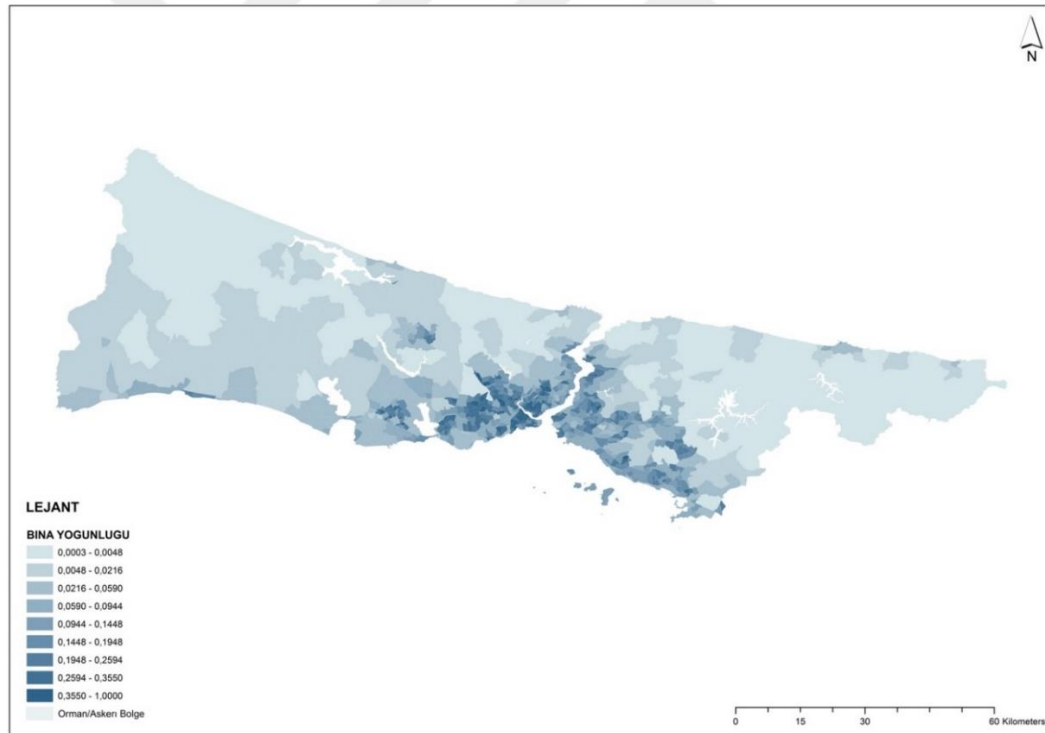 N
LEJANT
BINA YOGUNLUGU
0,0003 - 0,0048
0,0048 - 0,0216
0,0216 - 0,0590
0,0590 - 0,0944
0,0944 - 0,1448
0,1448 - 0,1948
0,1948 - 0,2594
0,2594 - 0,3550
0,3550 - 1,0000
Orman/Askerı Bolge
0 15 30 60 Kilometers